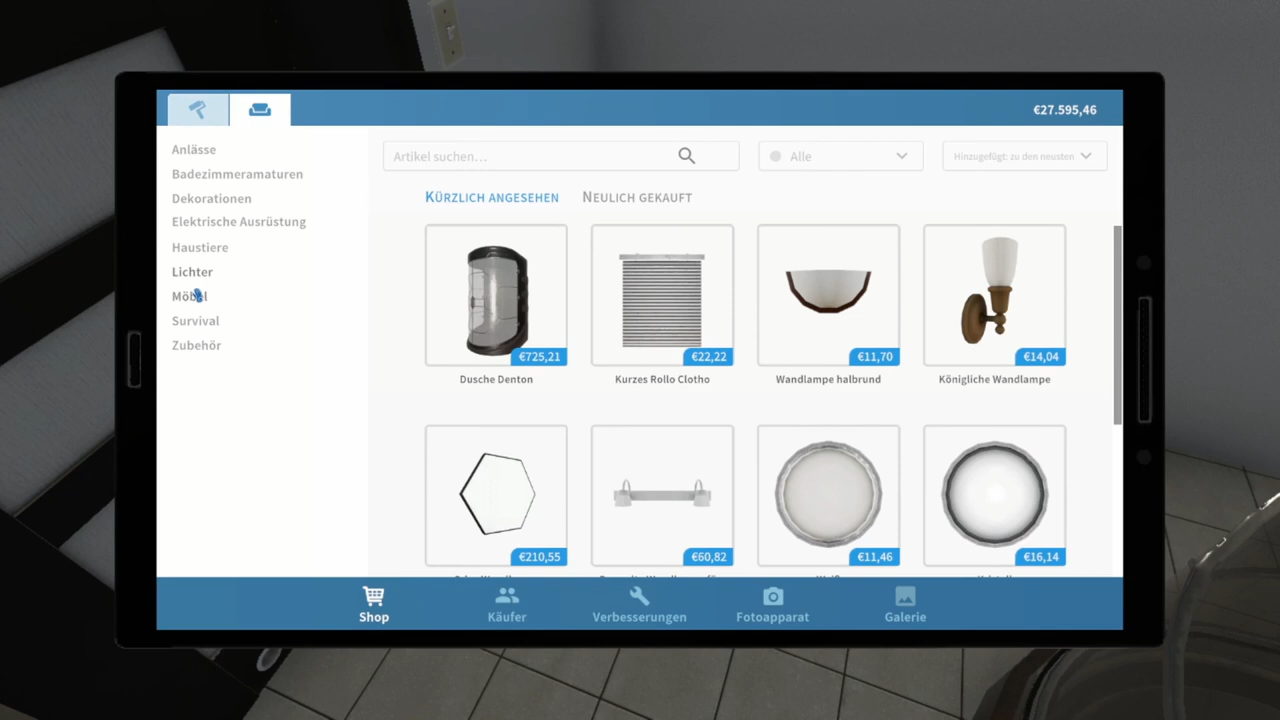 €27.595,46
Anlässe
Badezimmeramaturen
Dekorationen
Elektrische Ausrüstung
Haustiere
Lichter
Möbel
Survival
Zubehör
Artikel suchen...
Alle
Hinzugefügt: zu den neusten
KÜRZLICH ANGESEHEN
NEULICH GEKAUFT
€725,21
€22,22
€11,70
€14,04
Dusche Denton
Kurzes Rollo Clotho
Wandlampe halbrund
Königliche Wandlampe
€210,55
€60,82
€11,46
€16,14
Shop
Käufer
Verbesserungen
Fotoapparat
Galerie